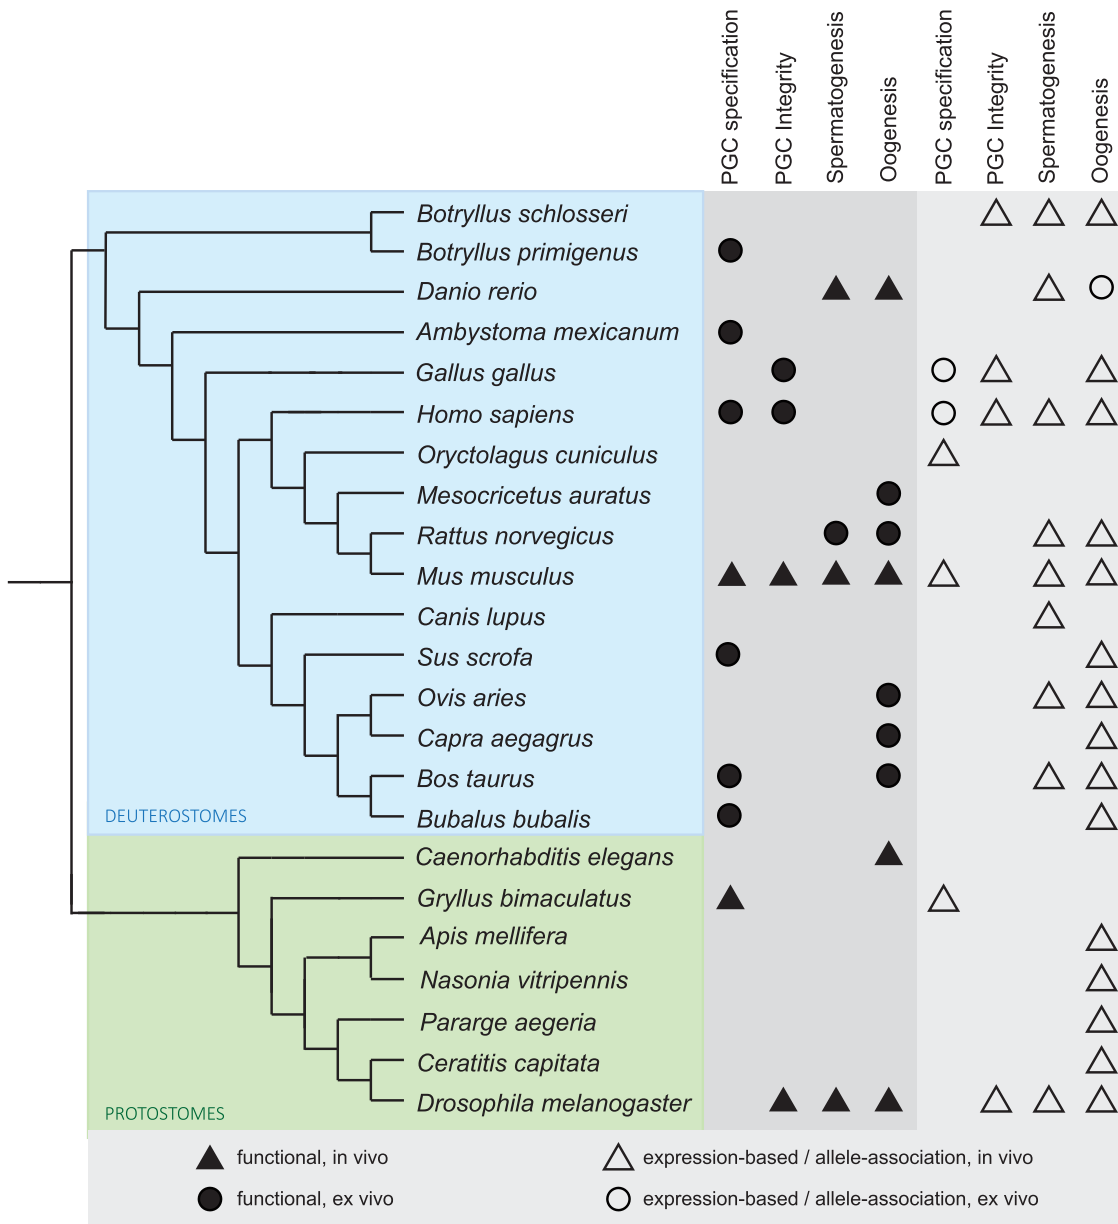 PGC specification
PGC Integrity
Spermatogenesis
Oogenesis
PGC specification
PGC Integrity
Spermatogenesis
Oogenesis
Botryllus schlosseri
Botryllus primigenus
Danio rerio
Ambystoma mexicanum
Gallus gallus
Homo sapiens
Oryctolagus cuniculus
Mesocricetus auratus
Rattus norvegicus
Mus musculus
Canis lupus
Sus scrofa
Ovis aries
Capra aegagrus
Bos taurus
DEUTEROSTOMES
Bubalus bubalis
Caenorhabditis elegans
Gryllus bimaculatus
Apis mellifera
Nasonia vitripennis
Pararge aegeria
Ceratitis capitata
PROTOSTOMES
Drosophila melanogaster
functional, in vivo
expression-based / allele-association, in vivo
functional, ex vivo
expression-based / allele-association, ex vivo